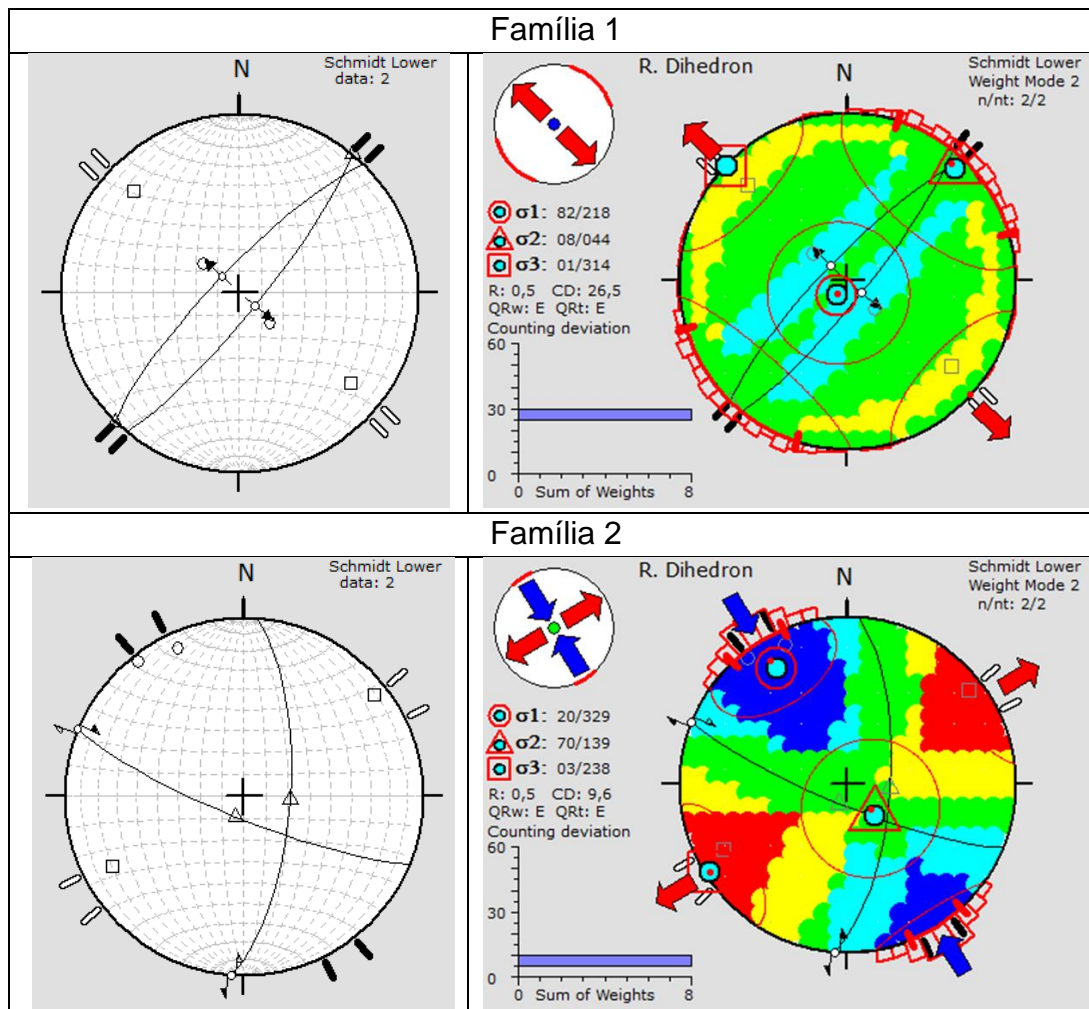 Família 1
Schmidt Lower
data: 2
N
R. Dihedron
Schmidt Lower
Weight Mode 2
n/nt: 2/2
N
σ1: 82/218
σ2: 08/044
σ3: 01/314
R: 0,5 CD: 26,5
QRw: E QRt: E
Counting deviation
60
30
0
0 Sum of Weights 8
Família 2
Schmidt Lower
data: 2
N
R. Dihedron
Schmidt Lower
Weight Mode 2
n/nt: 2/2
N
σ1: 20/329
σ2: 70/139
σ3: 03/238
R: 0,5 CD: 9,6
QRw: E QRt: E
Counting deviation
60
30
0
0 Sum of Weights 8